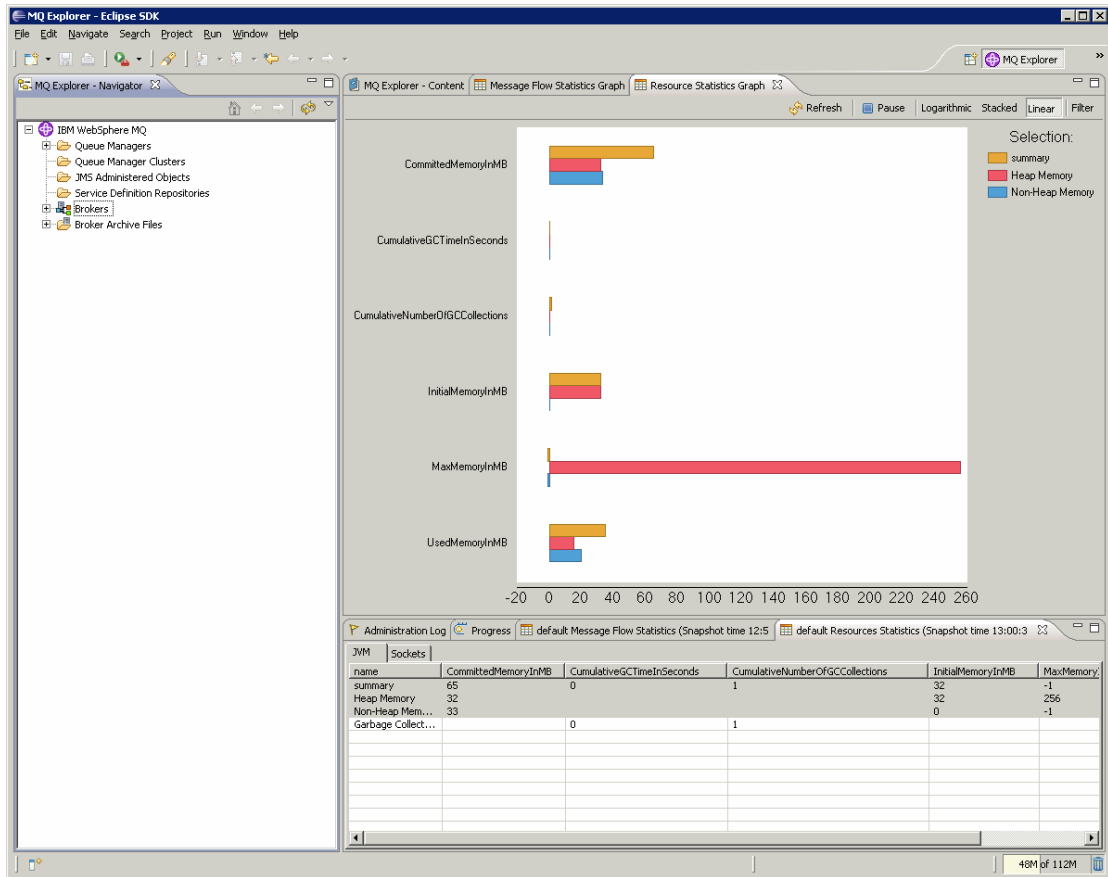 MQ Explorer - Eclipse SDK
File Edit Navigate Search Project Run Window Help
MQ Explorer »
MQ Explorer - Navigator
IBM WebSphere MQ
Queue Managers
Queue Manager Clusters
JMS Administered Objects
Service Definition Repositories
Brokers
Broker Archive Files
MQ Explorer - Content Message Flow Statistics Graph Resource Statistics Graph
Refresh Pause Logarithmic Stacked Linear Filter
Selection:
summary
Heap Memory
Non-Heap Memory
CommittedMemoryInMB
CumulativeGCTimeInSeconds
CumulativeNumberOfGCCollections
InitialMemoryInMB
MaxMemoryInMB
UsedMemoryInMB
-20 0 20 40 60 80 100 120 140 160 180 200 220 240 260
Administration Log Progress default Message Flow Statistics (Snapshot time 12:5 default Resources Statistics (Snapshot time 13:00:3
JVM Sockets
name CommittedMemoryInMB CumulativeGCTimeInSeconds CumulativeNumberOfGCCollections InitialMemoryInMB MaxMemory
summary 65 0 1 32 -1
Heap Memory 32 32 256
Non-Heap Mem... 33 0 -1
Garbage Collect... 0 1
48M of 112M